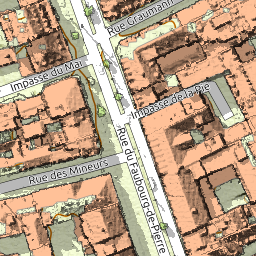 Rue Graumann
Impasse du Mai
Impasse de la Pie
Rue des Mineurs
Rue du Faubourg-de-Pierre